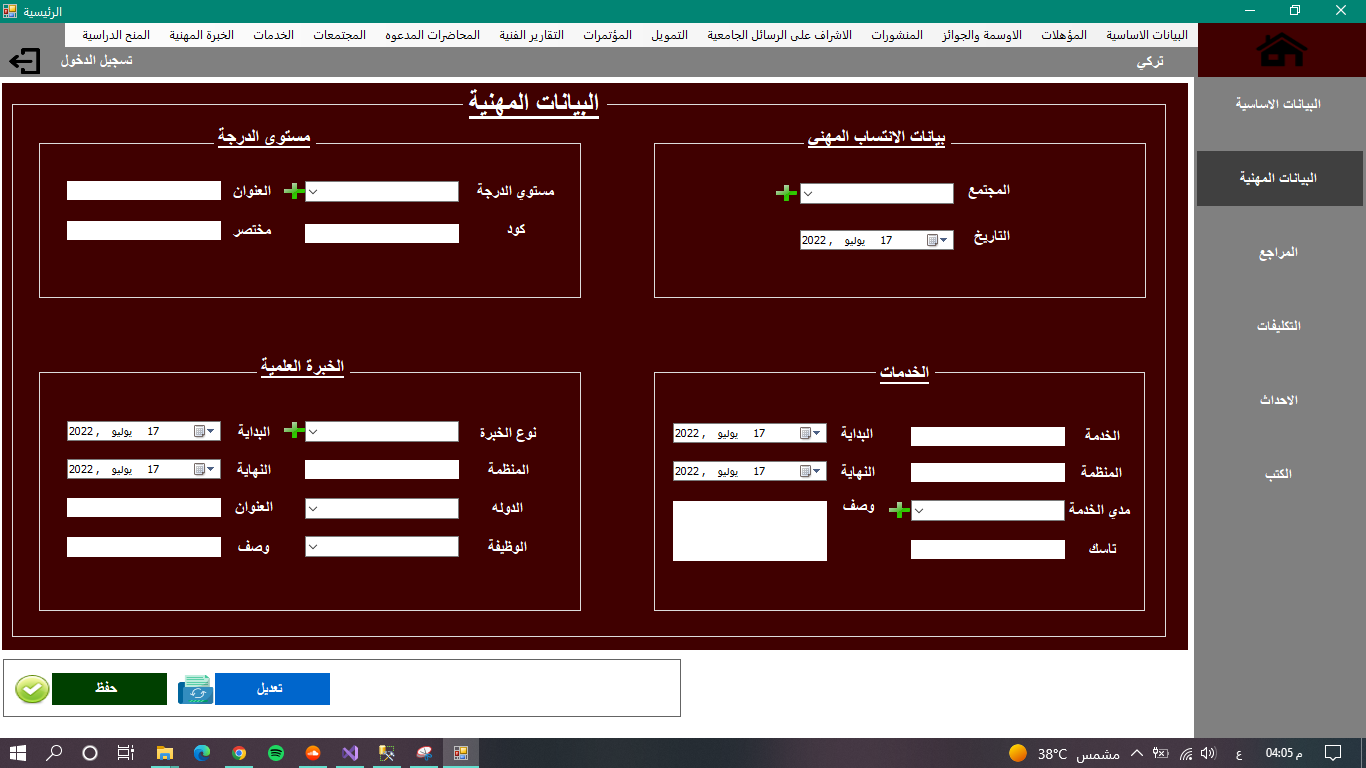 الرئيسية
البيانات الاساسية المؤهلات الاوسمة والجوائز المنشورات الاشراف على الرسائل الجامعية التمويل المؤتمرات التقارير الفنية المحاضرات المدعوه المجتمعات الخدمات الخبرة المهنية المنح الدراسية
تركي تسجيل الدخول
البيانات الاساسية
البيانات المهنية
المراجع
التكليفات
الاحداث
الكتب
البيانات المهنية
بيانات الانتساب المهني
المجتمع
التاريخ 17 يوليو , 2022
مستوى الدرجة
مستوي الدرجة العنوان
كود مختصر
الخدمات
الخدمة البداية 17 يوليو , 2022
المنظمة النهاية 17 يوليو , 2022
مدي الخدمة وصف
تاسك
الخبرة العلمية
نوع الخبرة البداية 17 يوليو , 2022
المنظمة النهاية 17 يوليو , 2022
الدوله العنوان
الوظيفة وصف
تعديل حفظ
38°C مشمس ع 04:05 م